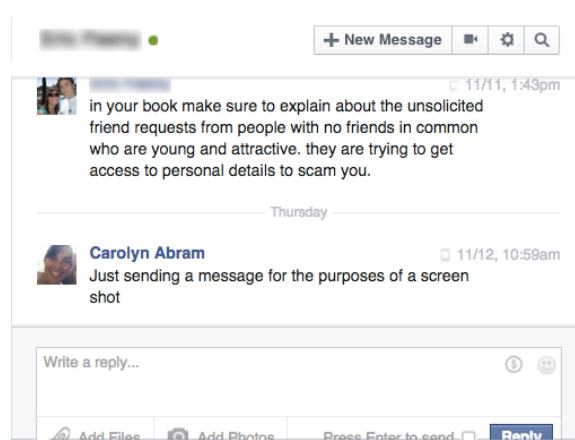 + New Message
11/11, 1:43pm
in your book make sure to explain about the unsolicited
friend requests from people with no friends in common
who are young and attractive. they are trying to get
access to personal details to scam you.
Thursday
Carolyn Abram
11/12, 10:59am
Just sending a message for the purposes of a screen
shot
Write a reply...
Add Files
Add Photos
Press Enter to send
Reply